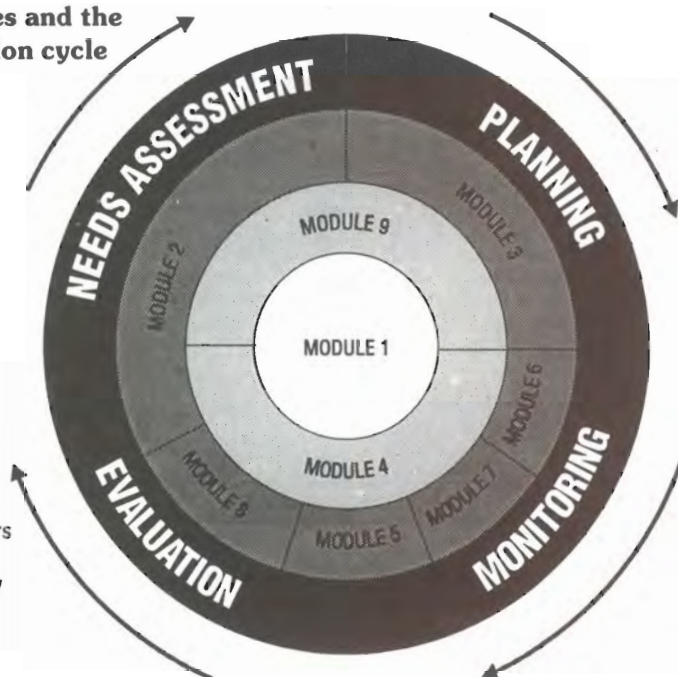 es and the
on cycle
NEEDS ASSESSMENT
PLANNING
MODULE 9
MODULE 2
MODULE 3
MODULE 1
MODULE 6
MODULE 4
MODULE 7
MODULE 8
MODULE 5
EVALUATION
MONITORING
rs